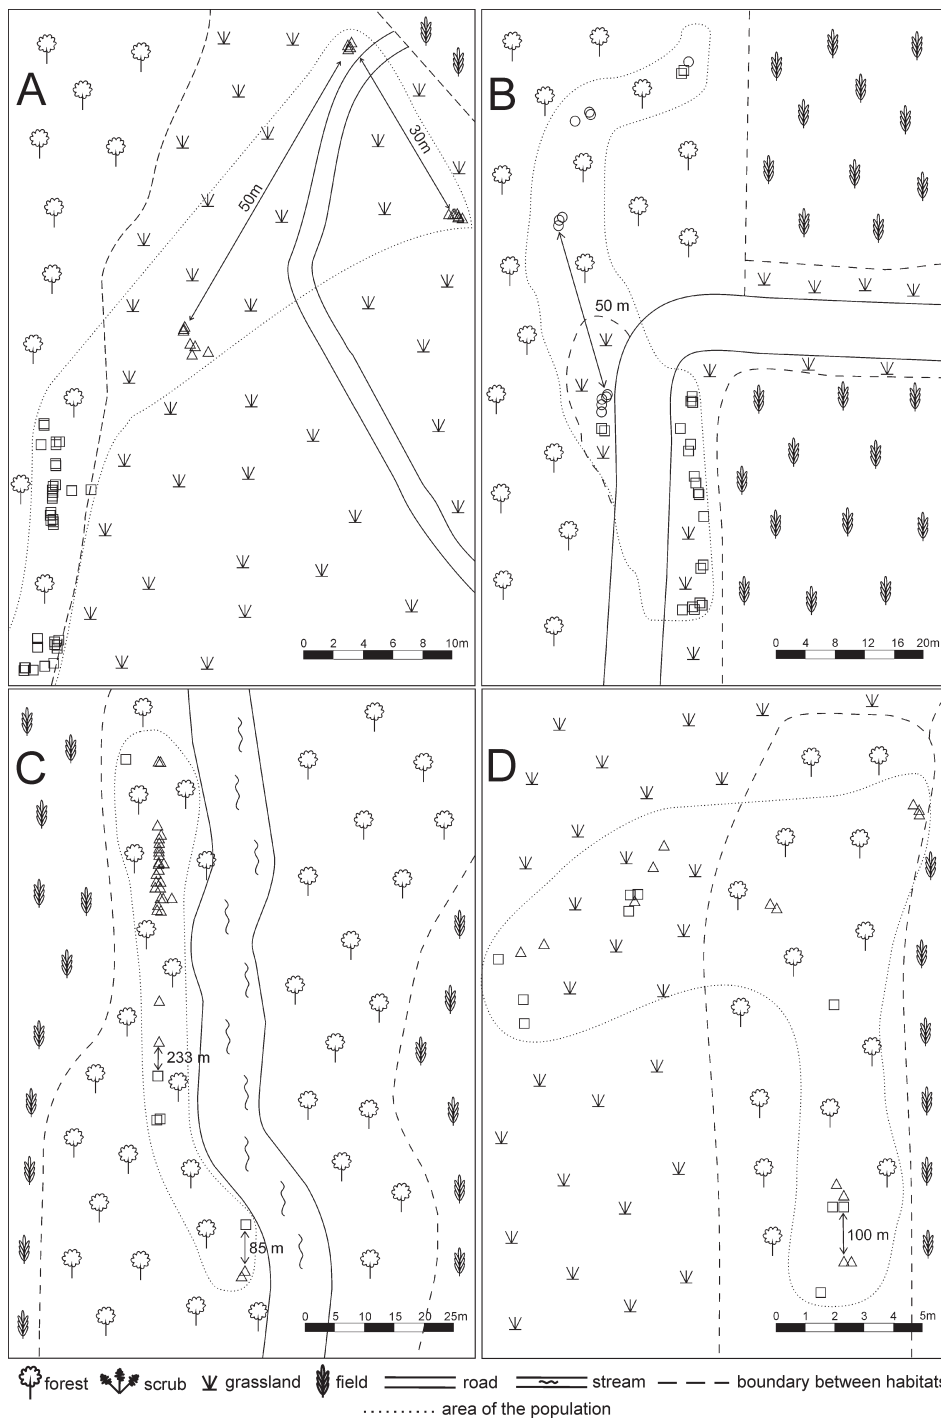 A
50m
30m
0 2 4 6 8 10m
B
50 m
0 4 8 12 16 20m
C
233 m
85 m
0 5 10 15 20 25m
D
100 m
0 1 2 3 4 5m
forest scrub grassland field road stream boundary between habitats
area of the population